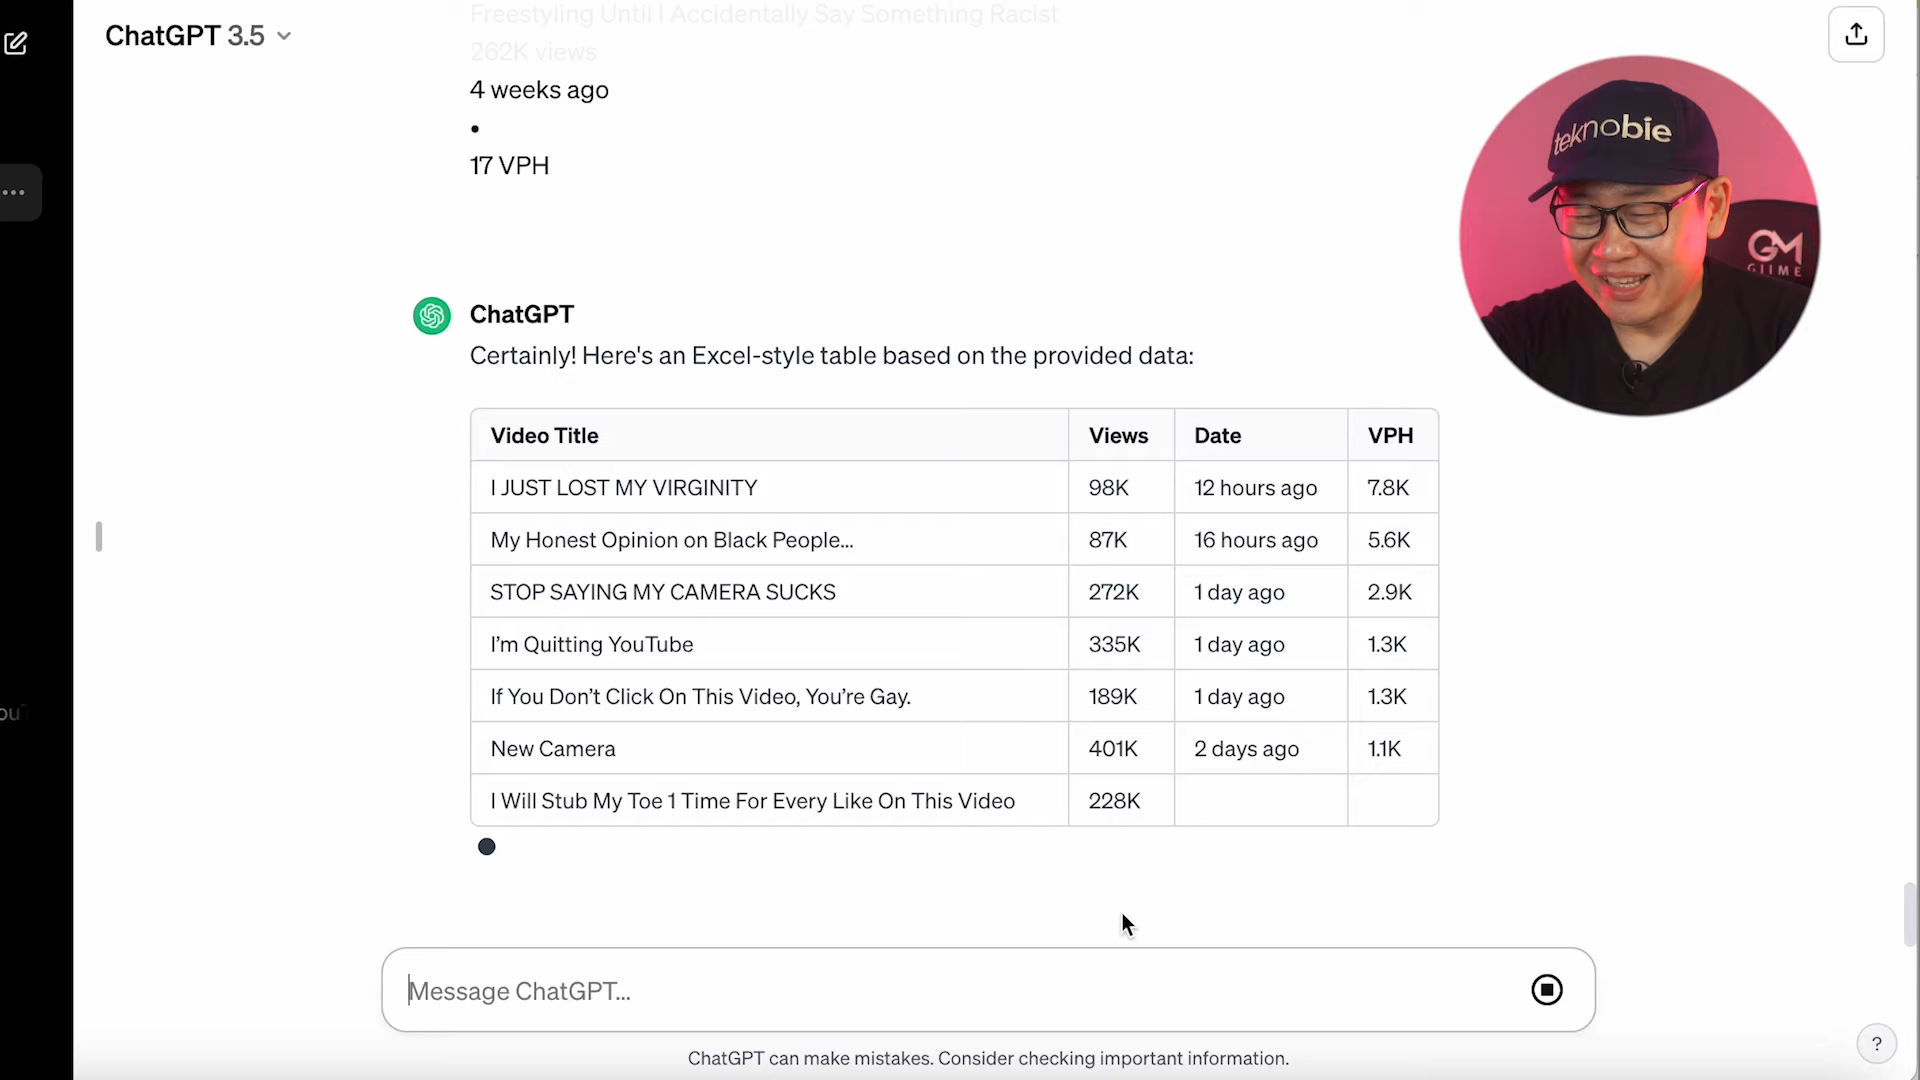 Freestyling Until I Accidentally Say Something Racist
ChatGPT 3.5
262K views
4 weeks ago
•
17 VPH
teknobie
GM
GIIME
ChatGPT
Certainly! Here's an Excel-style table based on the provided data:
Video Title Views Date VPH
I JUST LOST MY VIRGINITY 98K 12 hours ago 7.8K
My Honest Opinion on Black People... 87K 16 hours ago 5.6K
STOP SAYING MY CAMERA SUCKS 272K 1 day ago 2.9K
I’m Quitting YouTube 335K 1 day ago 1.3K
If You Don’t Click On This Video, You’re Gay. 189K 1 day ago 1.3K
New Camera 401K 2 days ago 1.1K
I Will Stub My Toe 1 Time For Every Like On This Video 228K
Message ChatGPT...
ChatGPT can make mistakes. Consider checking important information.
?